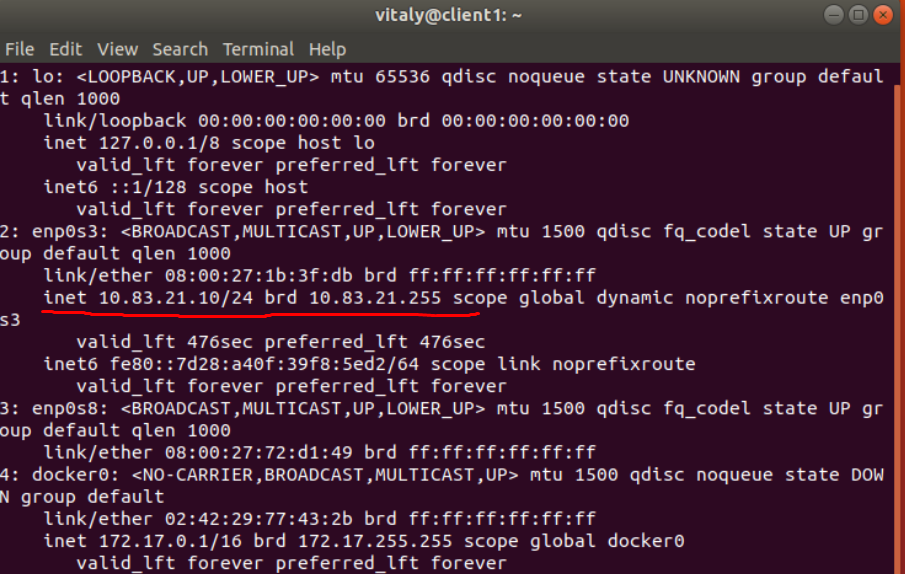 vitaly@client1: ~
File Edit View Search Terminal Help
1: lo: <LOOPBACK,UP,LOWER_UP> mtu 65536 qdisc noqueue state UNKNOWN group defaul
t qlen 1000
    link/loopback 00:00:00:00:00:00 brd 00:00:00:00:00:00
    inet 127.0.0.1/8 scope host lo
       valid_lft forever preferred_lft forever
    inet6 ::1/128 scope host
       valid_lft forever preferred_lft forever
2: enp0s3: <BROADCAST,MULTICAST,UP,LOWER_UP> mtu 1500 qdisc fq_codel state UP gr
oup default qlen 1000
    link/ether 08:00:27:1b:3f:db brd ff:ff:ff:ff:ff:ff
    inet 10.83.21.10/24 brd 10.83.21.255 scope global dynamic noprefixroute enp0
s3
       valid_lft 476sec preferred_lft 476sec
    inet6 fe80::7d28:a40f:39f8:5ed2/64 scope link noprefixroute
       valid_lft forever preferred_lft forever
3: enp0s8: <BROADCAST,MULTICAST,UP,LOWER_UP> mtu 1500 qdisc fq_codel state UP gr
oup default qlen 1000
    link/ether 08:00:27:72:d1:49 brd ff:ff:ff:ff:ff:ff
4: docker0: <NO-CARRIER,BROADCAST,MULTICAST,UP> mtu 1500 qdisc noqueue state DOW
N group default
    link/ether 02:42:29:77:43:2b brd ff:ff:ff:ff:ff:ff
    inet 172.17.0.1/16 brd 172.17.255.255 scope global docker0
       valid_lft forever preferred_lft forever